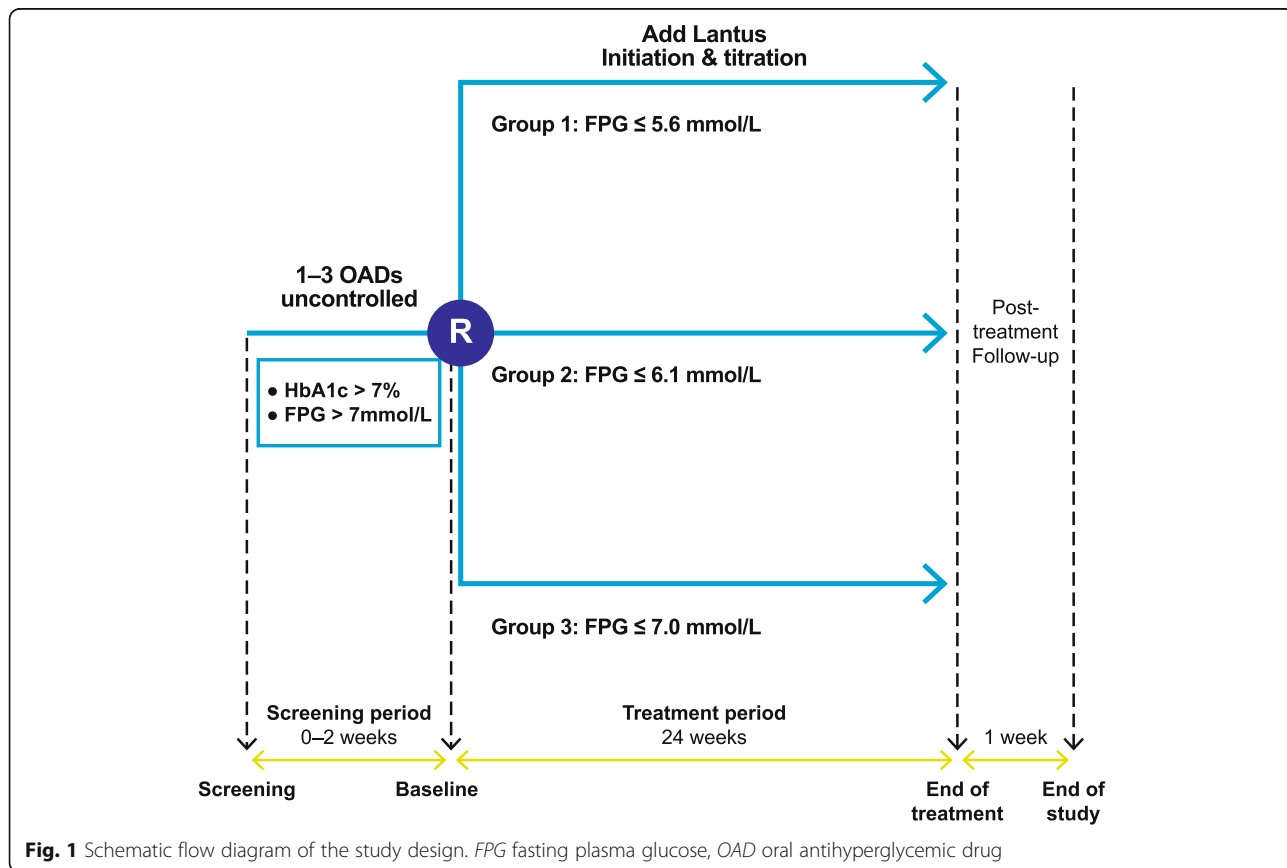 Add Lantus
Initiation & titration
Group 1: FPG ≤ 5.6 mmol/L
1–3 OADs
uncontrolled
R
● HbA1c > 7%
● FPG > 7mmol/L
Group 2: FPG ≤ 6.1 mmol/L
Post-
treatment
Follow-up
Group 3: FPG ≤ 7.0 mmol/L
Screening period
0–2 weeks
Treatment period
24 weeks
1 week
Screening
Baseline
End of
treatment
End of
study
Fig. 1 Schematic flow diagram of the study design. FPG fasting plasma glucose, OAD oral antihyperglycemic drug